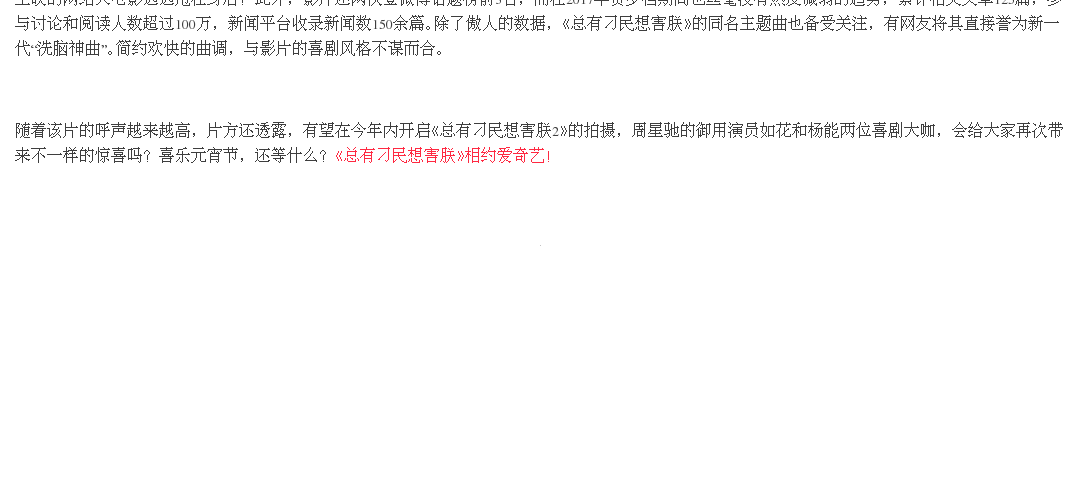 与讨论和阅读人数超过100万，新闻平台收录新闻数150余篇。除了傲人的数据，《总有刁民想害朕》的同名主题曲也备受关注，有网友将其直接誉为新一
代“洗脑神曲”。简约欢快的曲调，与影片的喜剧风格不谋而合。
随着该片的呼声越来越高，片方还透露，有望在今年内开启《总有刁民想害朕2》的拍摄，周星驰的御用演员如花和杨能两位喜剧大咖，会给大家再次带
来不一样的惊喜吗？喜乐元宵节，还等什么？《总有刁民想害朕》相约爱奇艺!